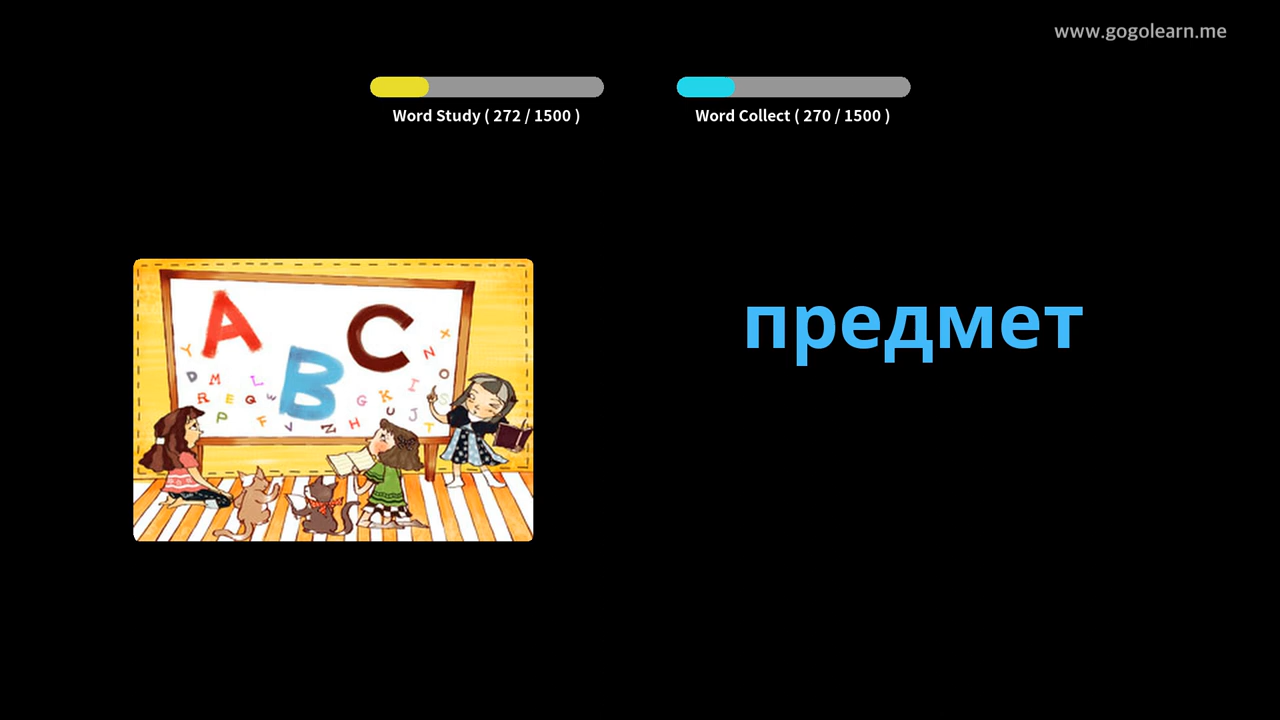 www.gogolearn.me
Word Study ( 272 / 1500 )
Word Collect ( 270 / 1500 )
предмет
A
B
C
X
Y
N
D M L I O
R E Q W G K S
P F V Z H U J T